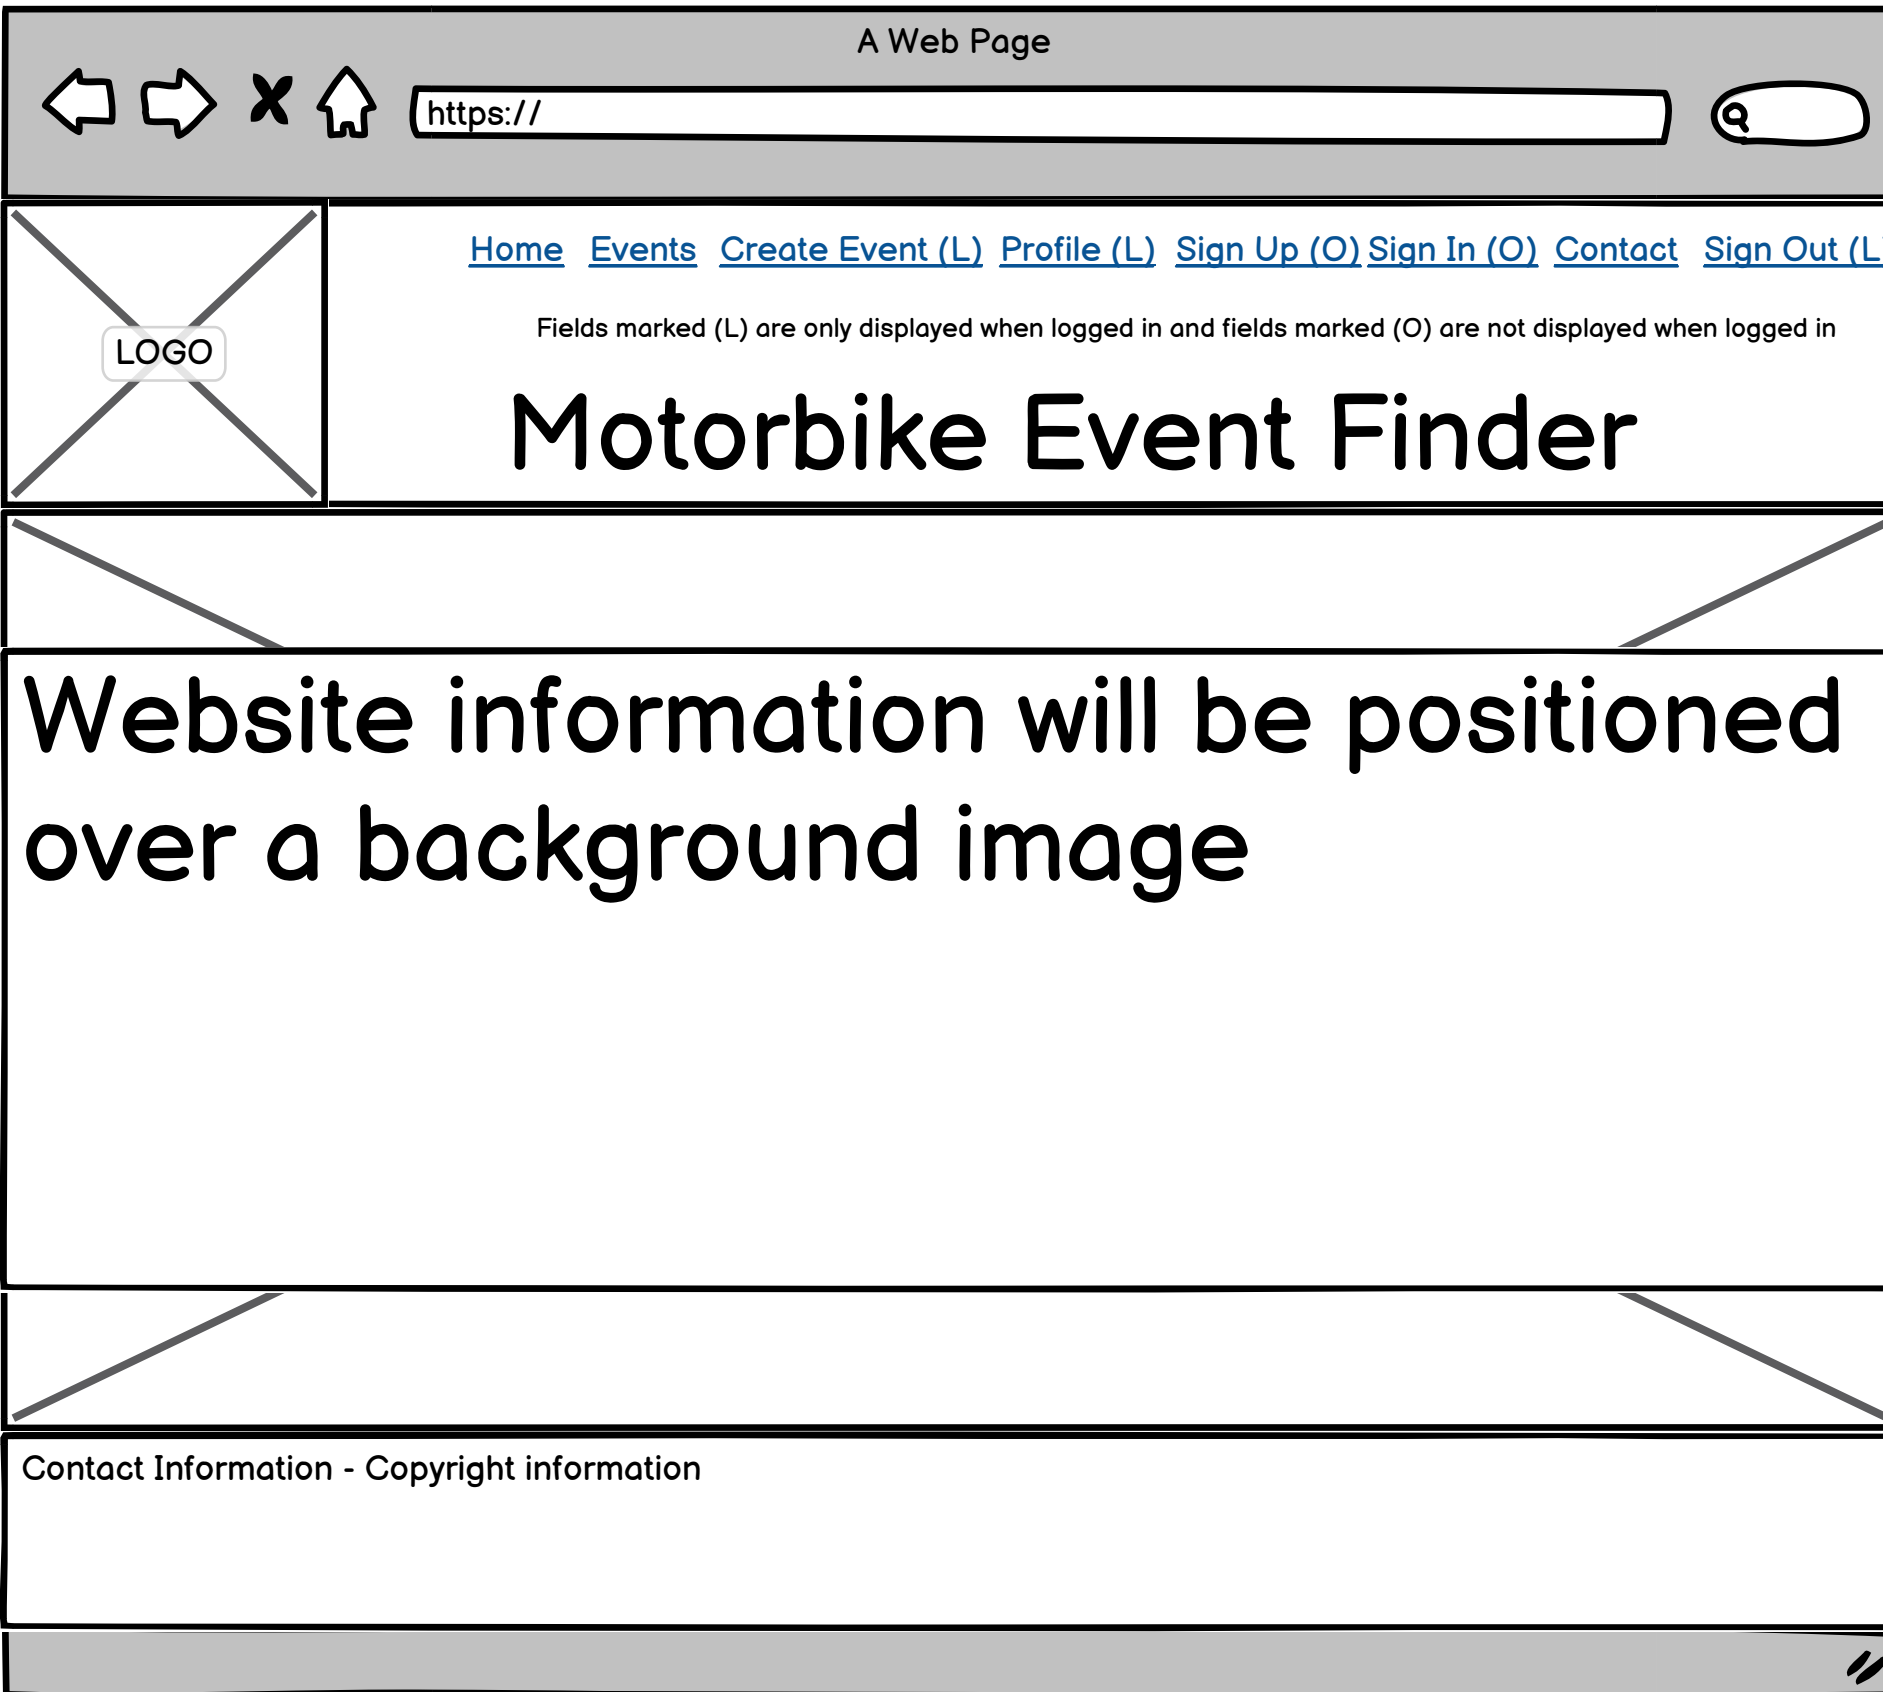 A Web Page
https://
Home Events Create Event (L) Profile (L) Sign Up (O) Sign In (O) Contact Sign Out (L
Fields marked (L) are only displayed when logged in and fields marked (O) are not displayed when logged in
LOGO
Motorbike Event Finder
Website information will be positioned
over a background image
Contact Information - Copyright information